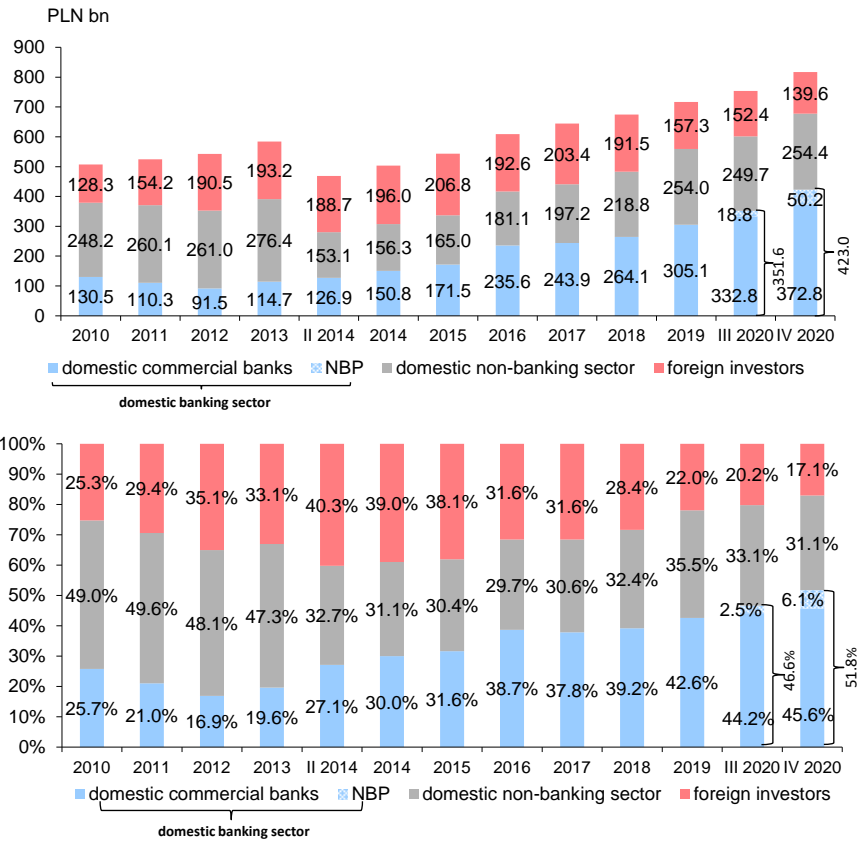 PLN bn
900
800
700
600
500
400
300
200
100
0
128.3 154.2 190.5 193.2 188.7 196.0 206.8 192.6 203.4 191.5 157.3 152.4 139.6
248.2 260.1 261.0 276.4 153.1 156.3 165.0 181.1 197.2 218.8 254.0 249.7 254.4
18.8 50.2
130.5 110.3 91.5 114.7 126.9 150.8 171.5 235.6 243.9 264.1 305.1 332.8 372.8
351.6 423.0
2010 2011 2012 2013 II 2014 2014 2015 2016 2017 2018 2019 III 2020 IV 2020
domestic commercial banks NBP domestic non-banking sector foreign investors
domestic banking sector
100%
90%
80%
70%
60%
50%
40%
30%
20%
10%
0%
25.3% 29.4% 35.1% 33.1% 40.3% 39.0% 38.1% 31.6% 31.6% 28.4% 22.0% 20.2% 17.1%
49.0% 49.6% 48.1% 47.3% 32.7% 31.1% 30.4% 29.7% 30.6% 32.4% 35.5% 33.1% 31.1%
2.5% 6.1%
25.7% 21.0% 16.9% 19.6% 27.1% 30.0% 31.6% 38.7% 37.8% 39.2% 42.6% 44.2% 45.6%
46.6% 51.8%
2010 2011 2012 2013 II 2014 2014 2015 2016 2017 2018 2019 III 2020 IV 2020
domestic commercial banks NBP domestic non-banking sector foreign investors
domestic banking sector